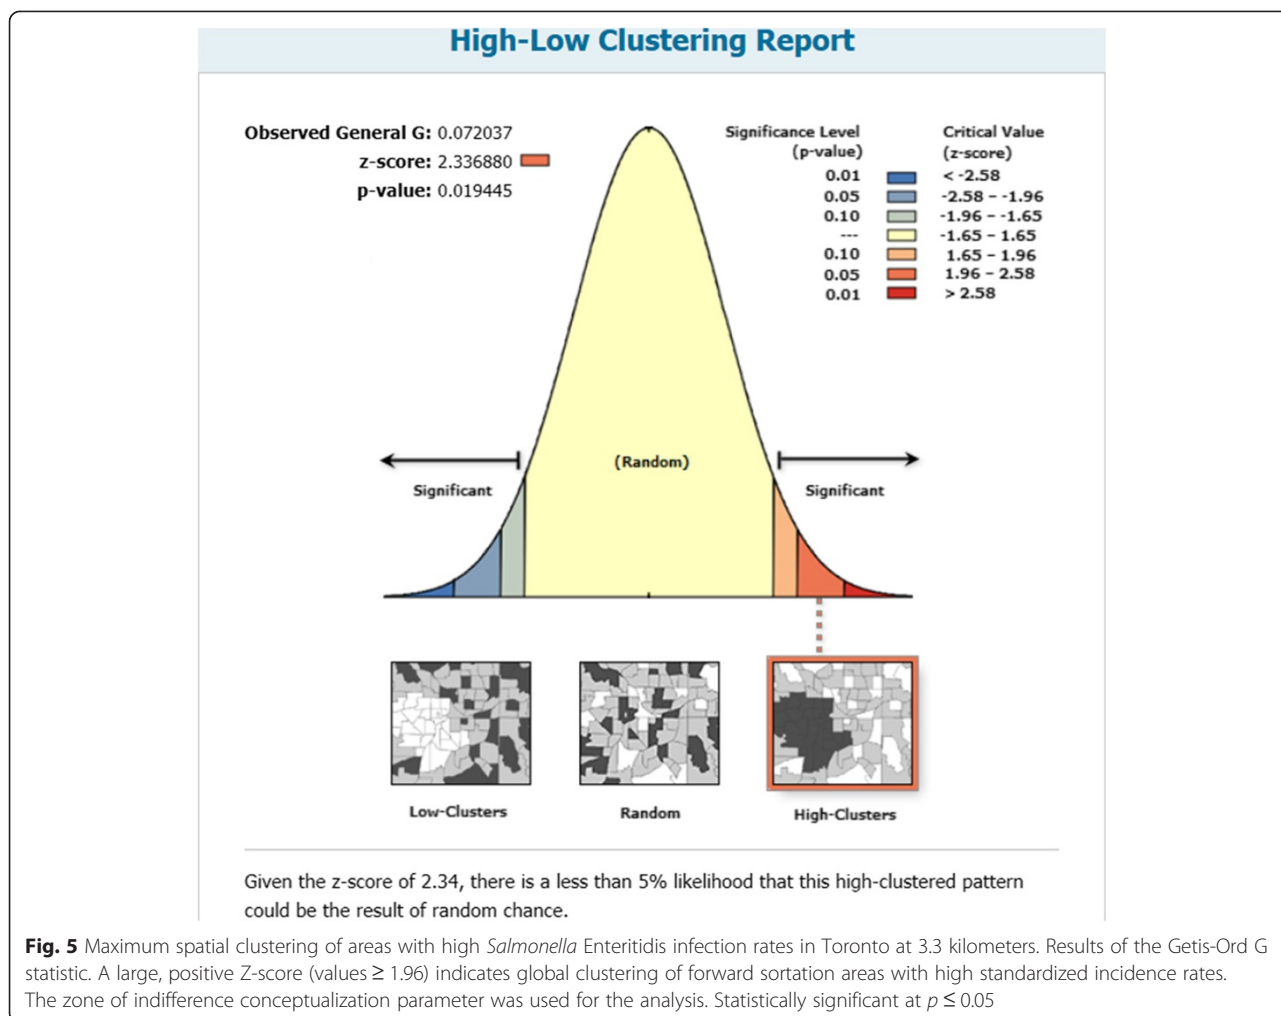 High-Low Clustering Report
Observed General G: 0.072037
z-score: 2.336880
p-value: 0.019445
Significance Level (p-value) Critical Value (z-score)
0.01 < -2.58
0.05 -2.58 – -1.96
0.10 -1.96 – -1.65
--- -1.65 – 1.65
0.10 1.65 – 1.96
0.05 1.96 – 2.58
0.01 > 2.58
(Random)
Significant
Significant
Low-Clusters
Random
High-Clusters
Given the z-score of 2.34, there is a less than 5% likelihood that this high-clustered pattern
could be the result of random chance.
Fig. 5 Maximum spatial clustering of areas with high Salmonella Enteritidis infection rates in Toronto at 3.3 kilometers. Results of the Getis-Ord G
statistic. A large, positive Z-score (values ≥ 1.96) indicates global clustering of forward sortation areas with high standardized incidence rates.
The zone of indifference conceptualization parameter was used for the analysis. Statistically significant at p ≤ 0.05